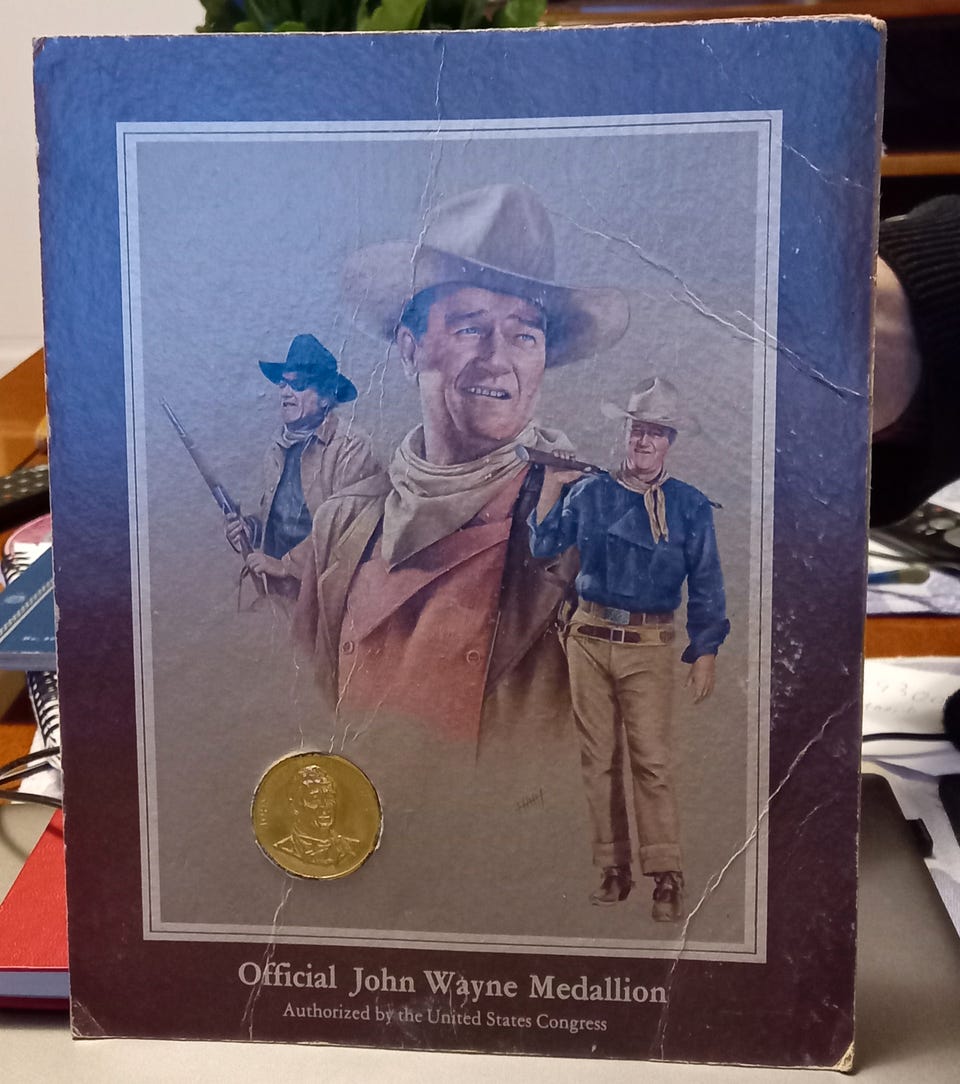 Official John Wayne Medallion
Authorized by the United States Congress